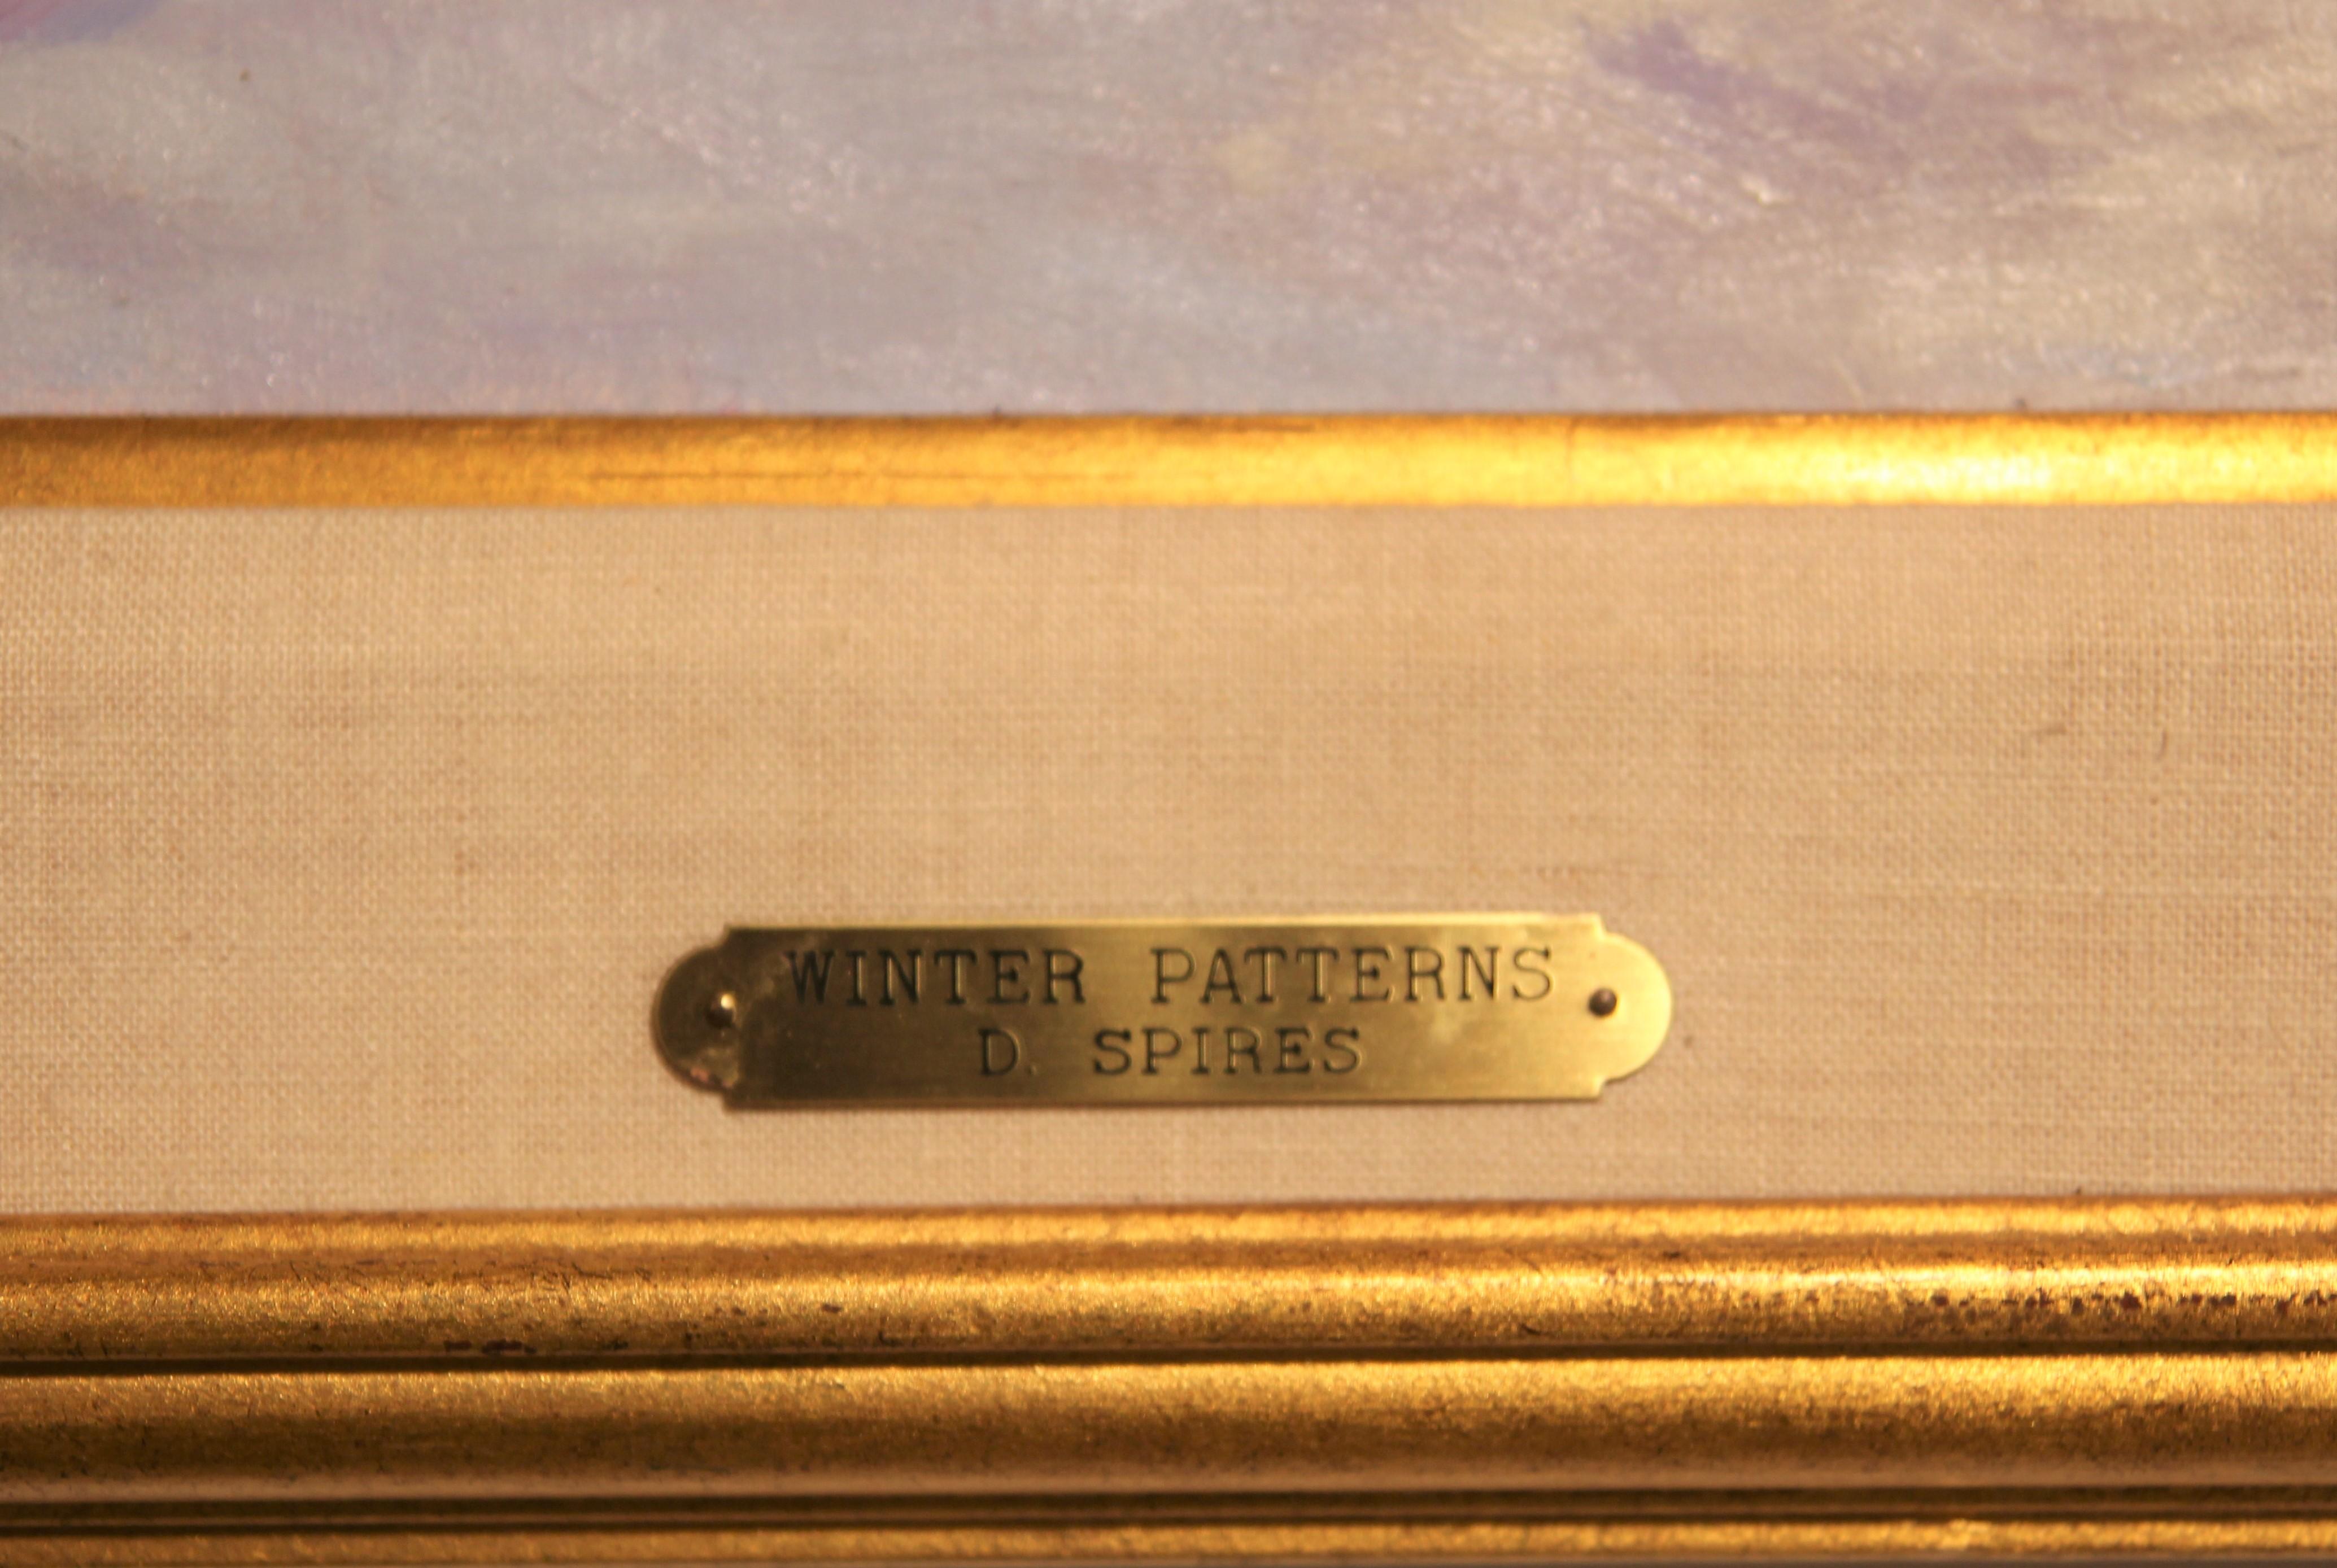 WINTER PATTERNS
D. SPIRES